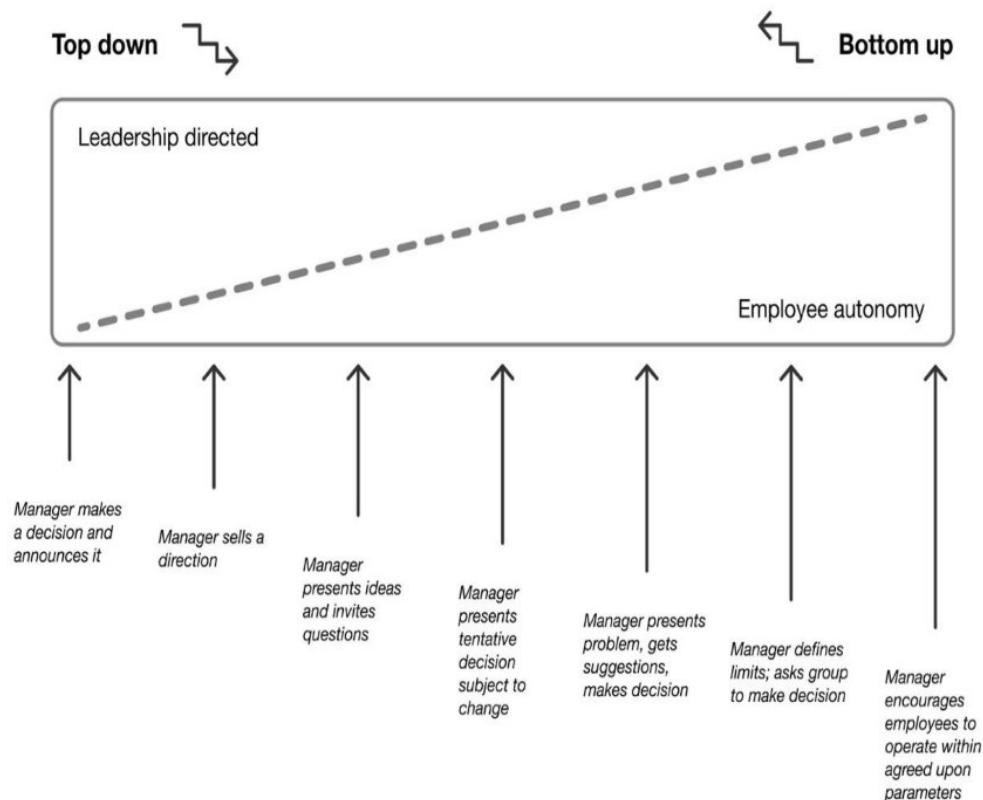 Top down
Bottom up
Leadership directed
Employee autonomy
Manager makes
a decision and
announces it
Manager sells a
direction
Manager
presents ideas
and invites
questions
Manager
presents
tentative
decision
subject to
change
Manager presents
problem, gets
suggestions,
makes decision
Manager defines
limits; asks group
to make decision
Manager
encourages
employees to
operate within
agreed upon
parameters